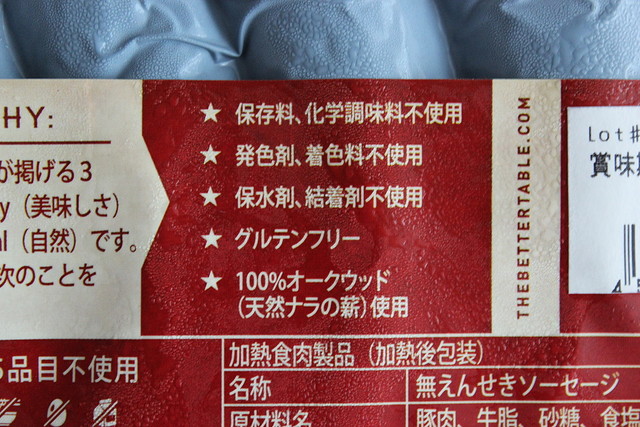 HY:
が掲げる3
y（美味しさ）
al（自然）です。
次のことを
★ 保存料、化学調味料不使用
★ 発色剤、着色料不使用
★ 保水剤、結着剤不使用
★ グルテンフリー
★ 100%オークウッド
（天然ナラの薪）使用
THEBETTERTABLE.COM
Lot#
賞味
品目不使用
加熱食肉製品（加熱後包装）
名称 無えんせきソーセージ
原材料名 豚肉、牛脂、砂糖、食塩